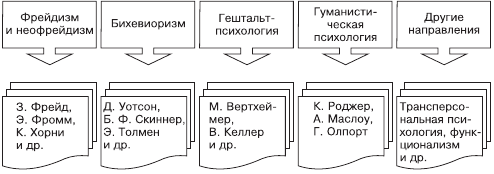 Фрейдизм
и неофрейдизм
Бихевиоризм
Гештальт-
психология
Гуманисти-
ческая
психология
Другие
направления
З. Фрейд,
Э. Фромм,
К. Хорни
и др.
Д. Уотсон,
Б. Ф. Скиннер,
Э. Толмен
и др.
М. Вертхей-
мер,
В. Келлер
и др.
К. Роджер,
А. Маслоу,
Г. Олпорт
Трансперсо-
нальная пси-
хология, функ-
ционализм
и др.